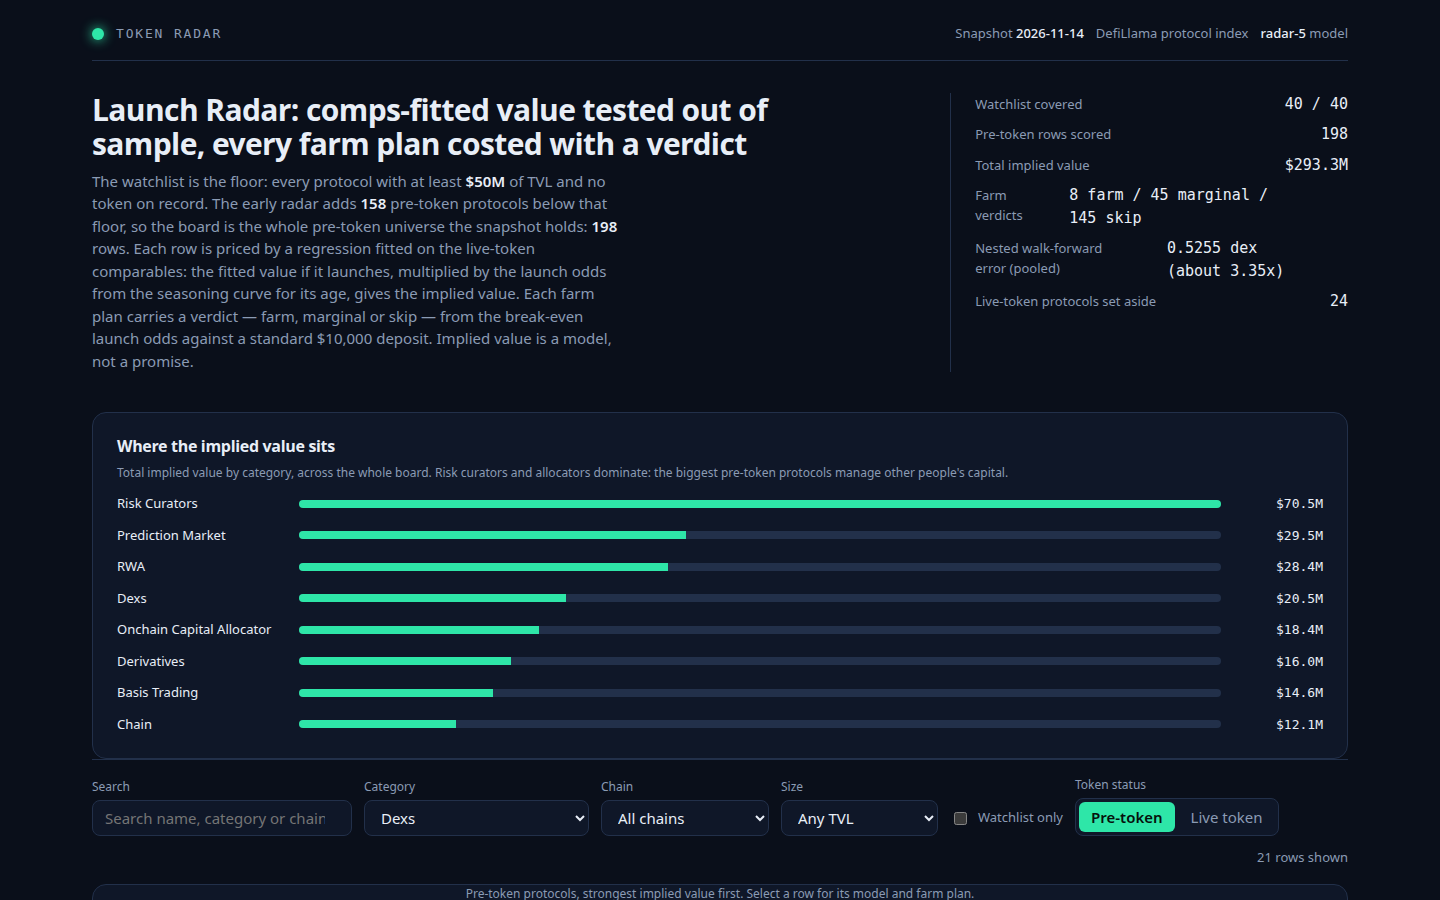 TOKEN RADAR
Snapshot 2026-11-14 DefiLlama protocol index radar-5 model
Launch Radar: comps-fitted value tested out of
sample, every farm plan costed with a verdict
The watchlist is the floor: every protocol with at least $50M of TVL and no
token on record. The early radar adds 158 pre-token protocols below that
floor, so the board is the whole pre-token universe the snapshot holds: 198
rows. Each row is priced by a regression fitted on the live-token
comparables: the fitted value if it launches, multiplied by the launch odds
from the seasoning curve for its age, gives the implied value. Each farm
plan carries a verdict — farm, marginal or skip — from the break-even
launch odds against a standard $10,000 deposit. Implied value is a model,
not a promise.
Watchlist covered 40 / 40
Pre-token rows scored 198
Total implied value $293.3M
Farm verdicts 8 farm / 45 marginal / 145 skip
Nested walk-forward error (pooled) 0.5255 dex (about 3.35x)
Live-token protocols set aside 24
Where the implied value sits
Total implied value by category, across the whole board. Risk curators and allocators dominate: the biggest pre-token protocols manage other people's capital.
Risk Curators $70.5M
Prediction Market $29.5M
RWA $28.4M
Dexs $20.5M
Onchain Capital Allocator $18.4M
Derivatives $16.0M
Basis Trading $14.6M
Chain $12.1M
Search Category Chain Size Token status
Search name, category or chain Dexs All chains Any TVL Watchlist only Pre-token Live token
21 rows shown
Pre-token protocols, strongest implied value first. Select a row for its model and farm plan.